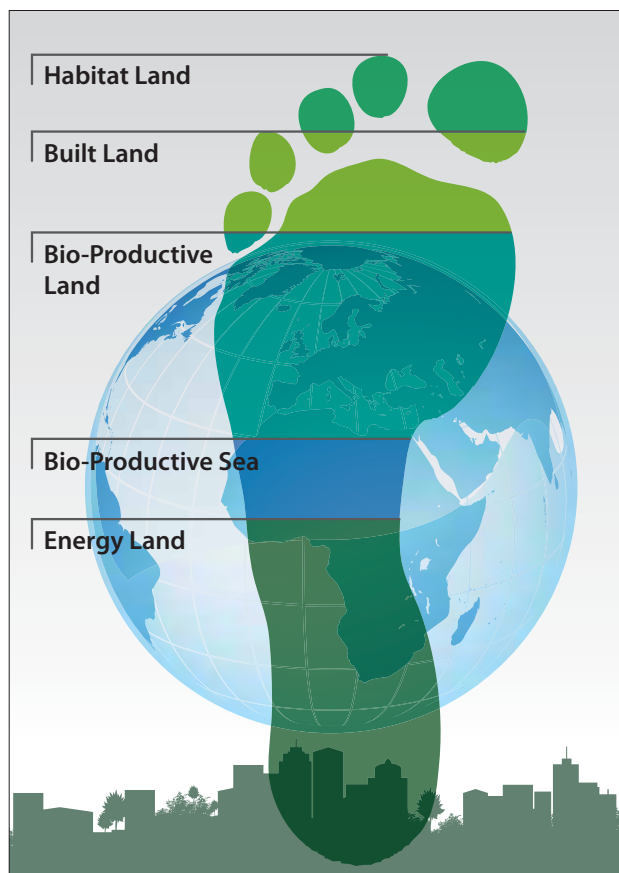 Habitat Land
Built Land
Bio-Productive
Land
Bio-Productive Sea
Energy Land